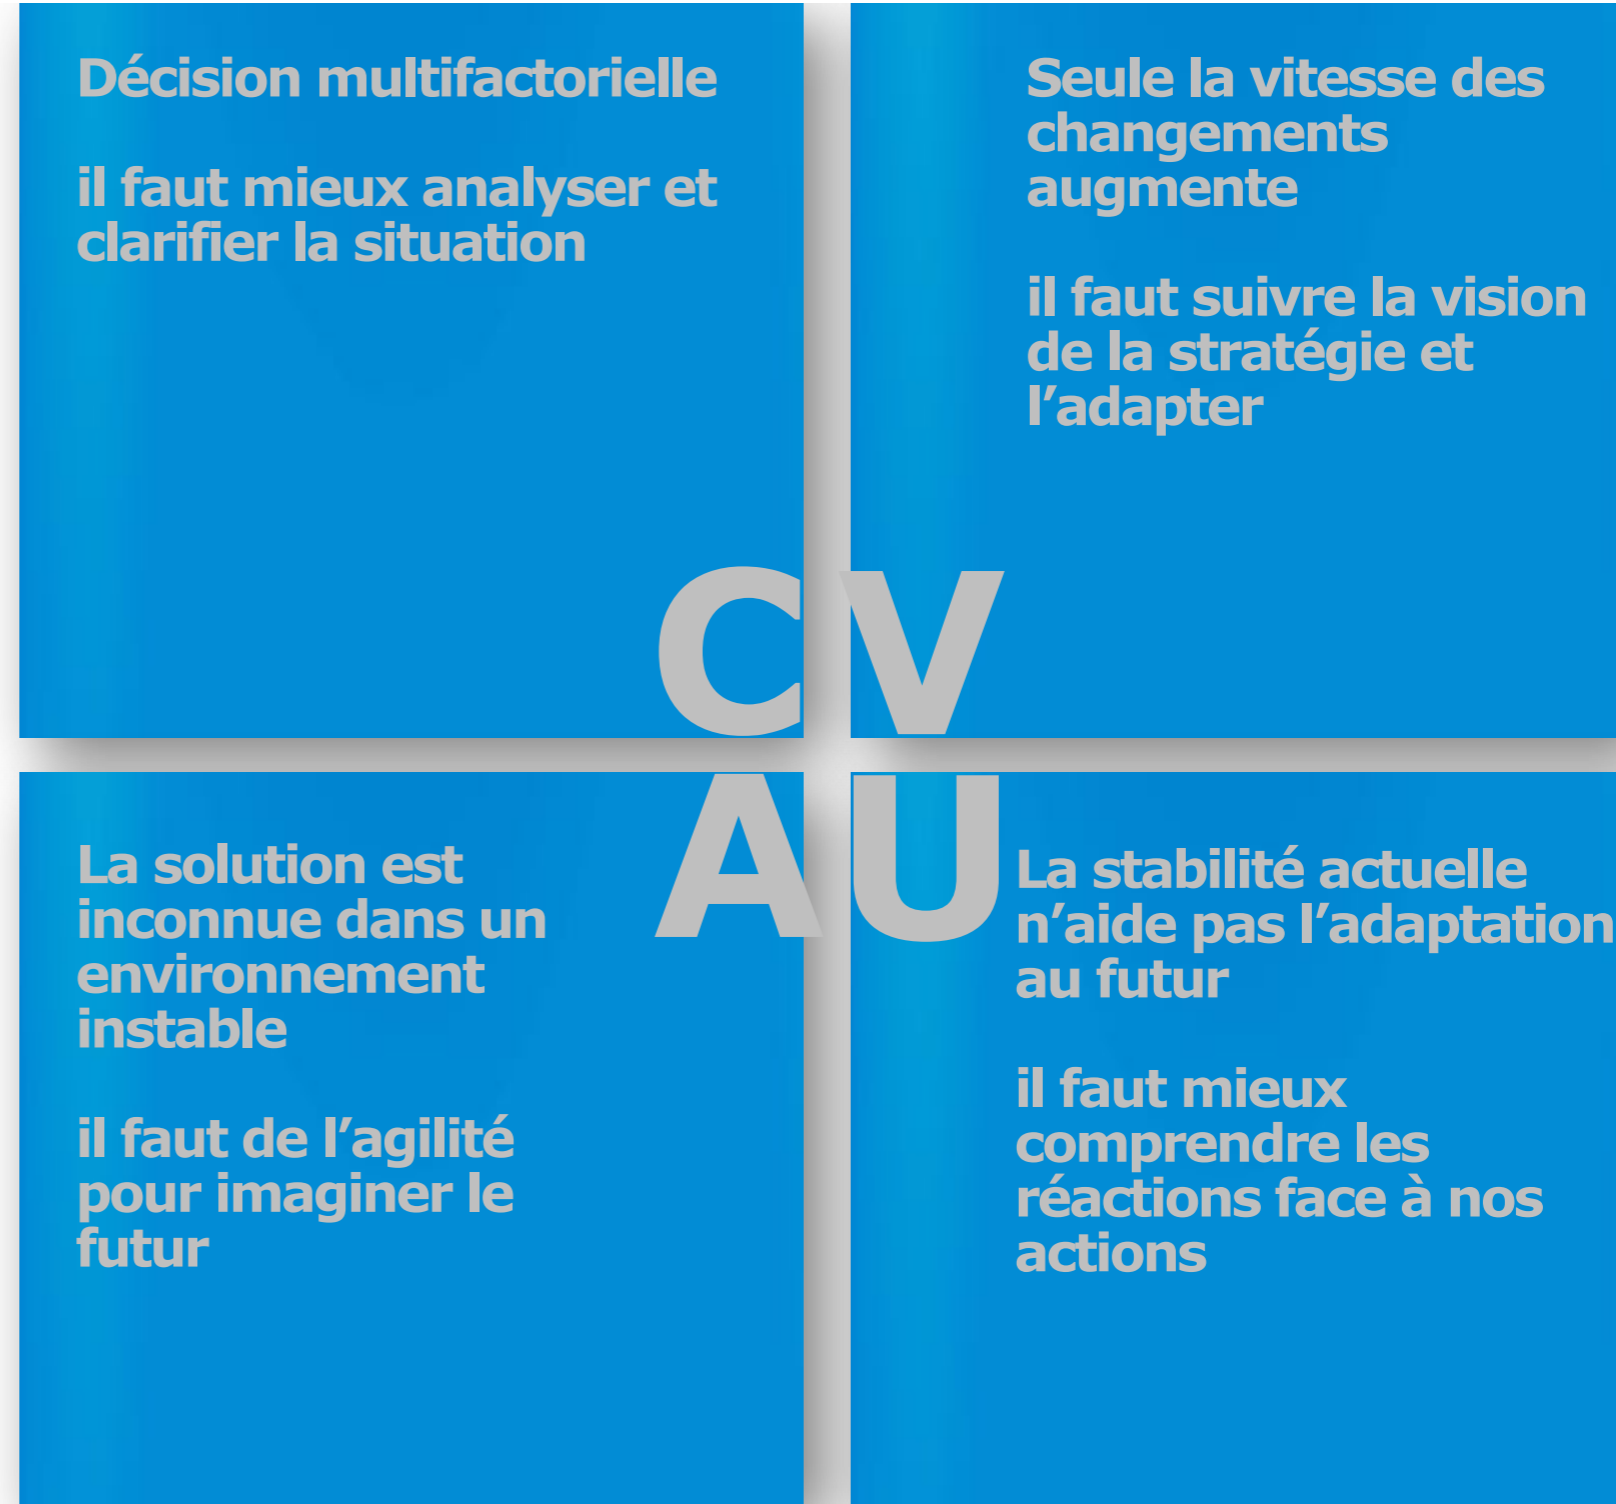 Décision multifactorielle
il faut mieux analyser et
clarifier la situation
C
Seule la vitesse des
changements
augmente
il faut suivre la vision
de la stratégie et
l’adapter
V
A
La solution est
inconnue dans un
environnement
instable
il faut de l’agilité
pour imaginer le
futur
U
La stabilité actuelle
n’aide pas l’adaptation
au futur
il faut mieux
comprendre les
réactions face à nos
actions